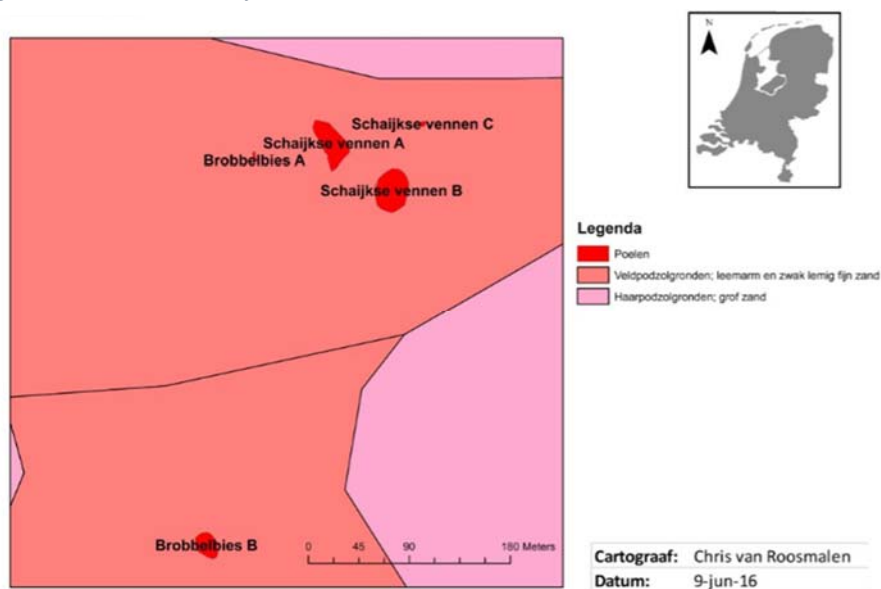 N
Schaijkse vennen C
Schaijkse vennen A
Brobbelbies A
Schaijkse vennen B
Legenda
Poelen
Veldpodzolgronden; leemarm en zwak lemig fijn zand
Haarpodzolgronden; grof zand
Brobbelbies B
0 45 90 180 Meters
Cartograaf: Chris van Roosmalen
Datum: 9-jun-16